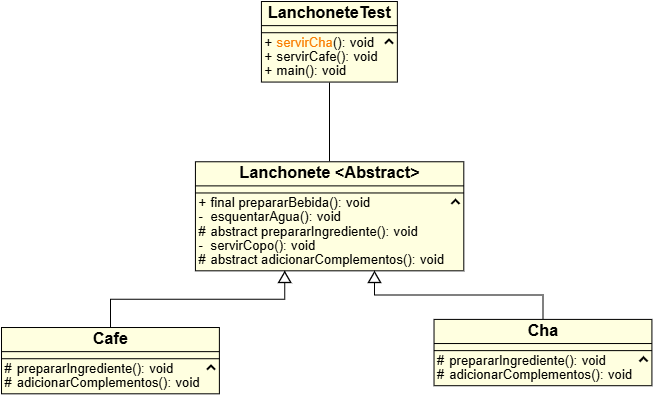 LanchoneteTest
+ servirCha(): void
+ servirCafe(): void
+ main(): void
Lanchonete <Abstract>
+ final prepararBebida(): void
- esquentarAgua(): void
# abstract prepararIngrediente(): void
- servirCopo(): void
# abstract adicionarComplementos(): void
Cafe
# prepararIngrediente(): void
# adicionarComplementos(): void
Cha
# prepararIngrediente(): void
# adicionarComplementos(): void